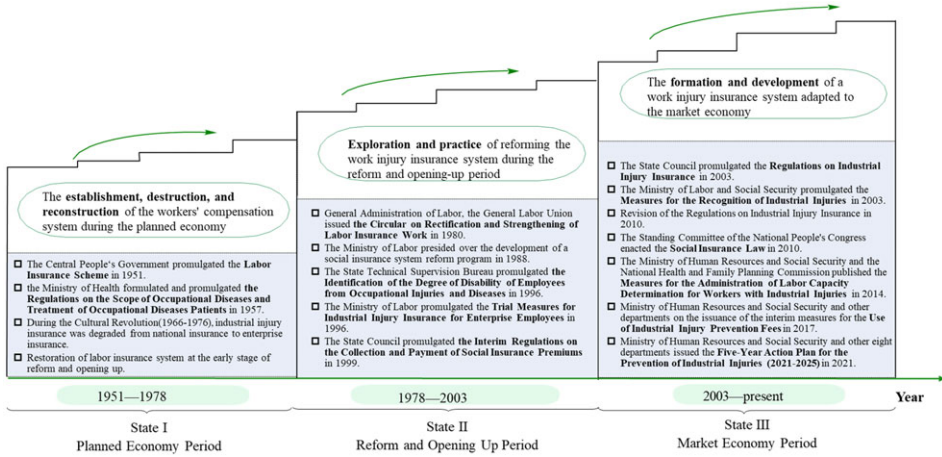 The establishment, destruction, and
reconstruction of the workers' compensation
system during the planned economy
The Central People's Government promulgated the Labor
Insurance Scheme in 1951.
the Ministry of Health formulated and promulgated the
Regulations on the Scope of Occupational Diseases and
Treatment of Occupational Diseases Patients in 1957.
During the Cultural Revolution(1966-1976), industrial injury
insurance was degraded from national insurance to enterprise
insurance.
Restoration of labor insurance system at the early stage of
reform and opening up.
Exploration and practice of reforming the
work injury insurance system during the
reform and opening-up period
General Administration of Labor, the General Labor Union
issued the Circular on Rectification and Strengthening of
Labor Insurance Work in 1980.
The Ministry of Labor presided over the development of a
social insurance system reform program in 1988.
The State Technical Supervision Bureau promulgated the
Identification of the Degree of Disability of Employees
from Occupational Injuries and Diseases in 1996.
The Ministry of Labor promulgated the Trial Measures for
Industrial Injury Insurance for Enterprise Employees in
1996.
The State Council promulgated the Interim Regulations on
the Collection and Payment of Social Insurance Premiums
in 1999.
The formation and development of a
work injury insurance system adapted to
the market economy
The State Council promulgated the Regulations on Industrial
Injury Insurance in 2003.
The Ministry of Labor and Social Security promulgated the
Measures for the Recognition of Industrial Injuries in 2003.
Revision of the Regulations on Industrial Injury Insurance in
2010.
The Standing Committee of the National People's Congress
enacted the Social Insurance Law in 2010.
The Ministry of Human Resources and Social Security and the
National Health and Family Planning Commission published the
Measures for the Administration of Labor Capacity
Determination for Workers with Industrial Injuries in 2014.
Ministry of Human Resources and Social Security and other
departments on the issuance of the interim measures for the Use
of Industrial Injury Prevention Fees in 2017.
Ministry of Human Resources and Social Security and other eight
departments issued the Five-Year Action Plan for the
Prevention of Industrial Injuries (2021-2025) in 2021.
1951—1978
1978—2003
2003—present
Year
State I
Planned Economy Period
State II
Reform and Opening Up Period
State III
Market Economy Period